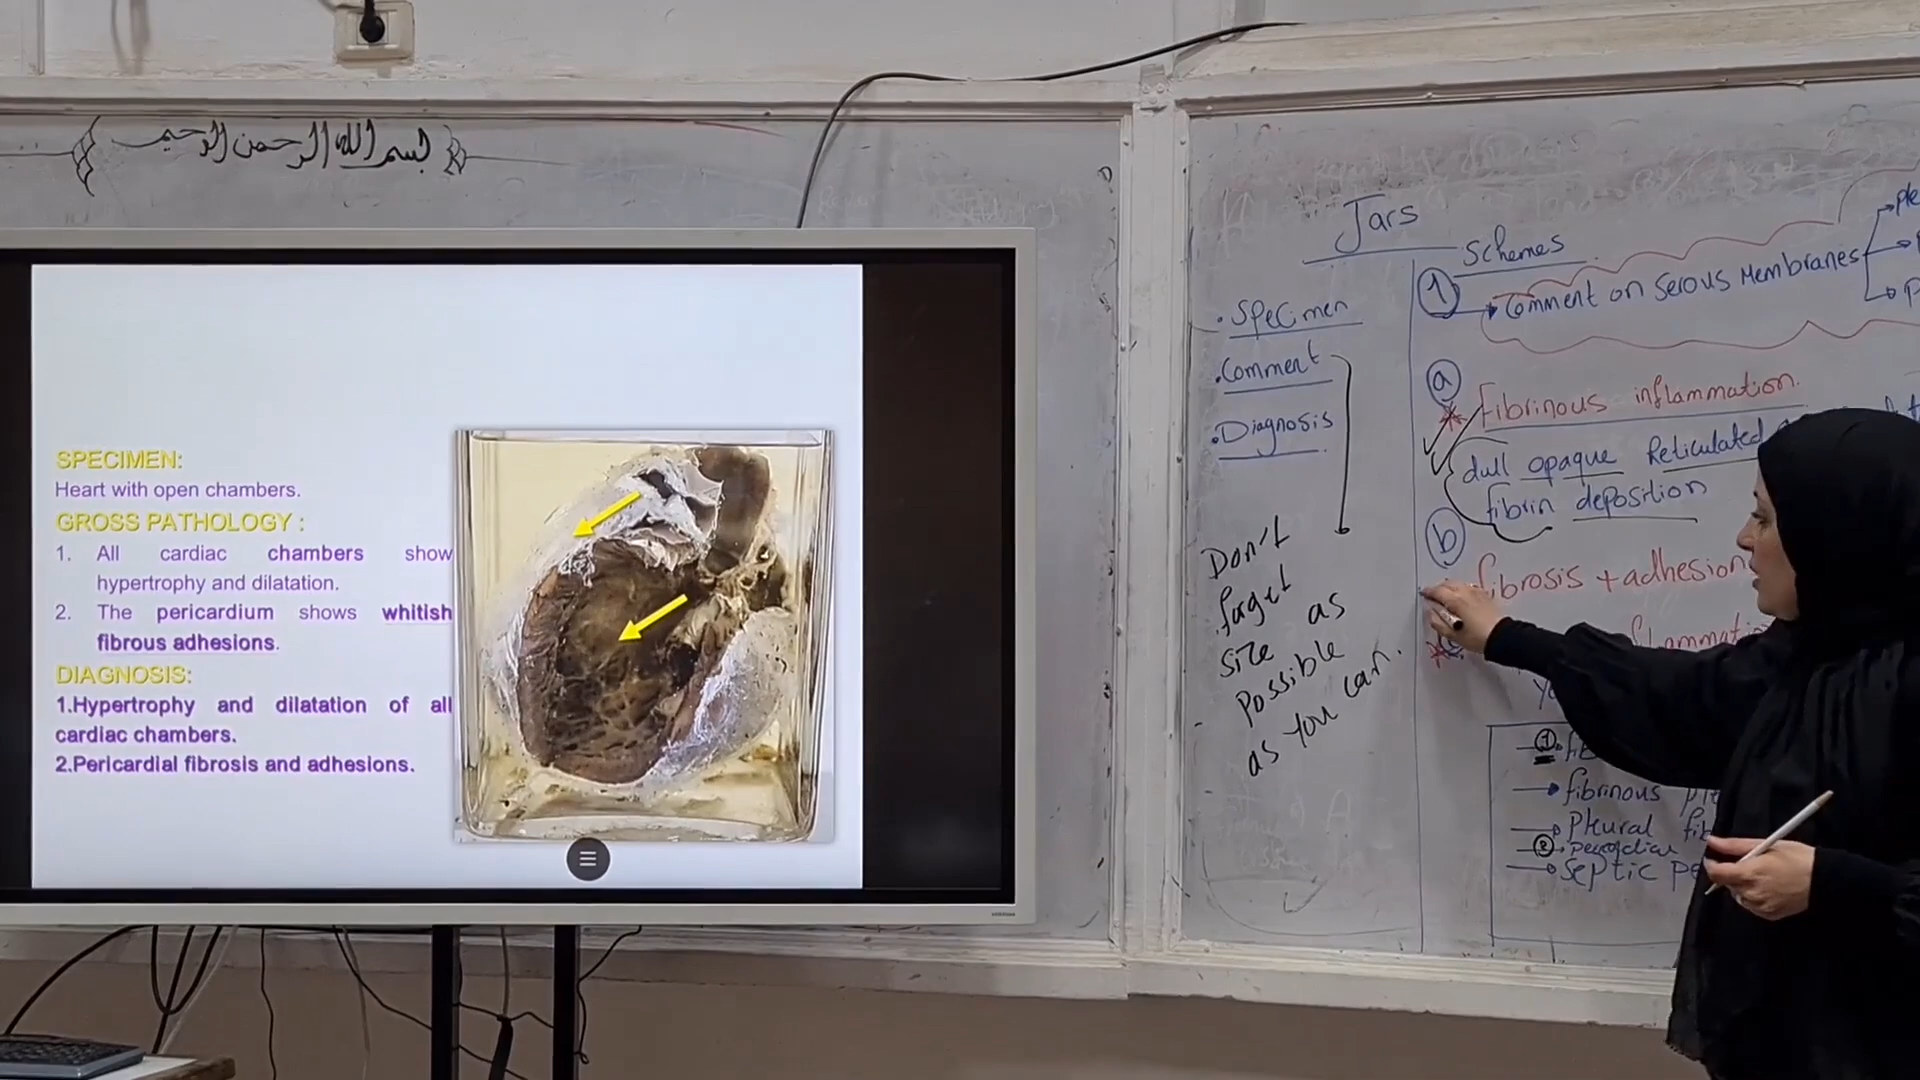 بسم الله الرحمن الرحيم
SPECIMEN:
Heart with open chambers.
GROSS PATHOLOGY :
1. All cardiac chambers show
hypertrophy and dilatation.
2. The pericardium shows whitish
fibrous adhesions.
DIAGNOSIS:
1.Hypertrophy and dilatation of all
cardiac chambers.
2.Pericardial fibrosis and adhesions.
Jars
• Specimen
• Comment
• Diagnosis
Don't
forget
size as
possible
as you can.
Schemes
1 Comment on serous membranes
a
Fibrinous inflammation.
dull opaque Reticulated
fibrin deposition
b
fibrosis + adhesion
1
fibrinous
Pleural
2
Septic